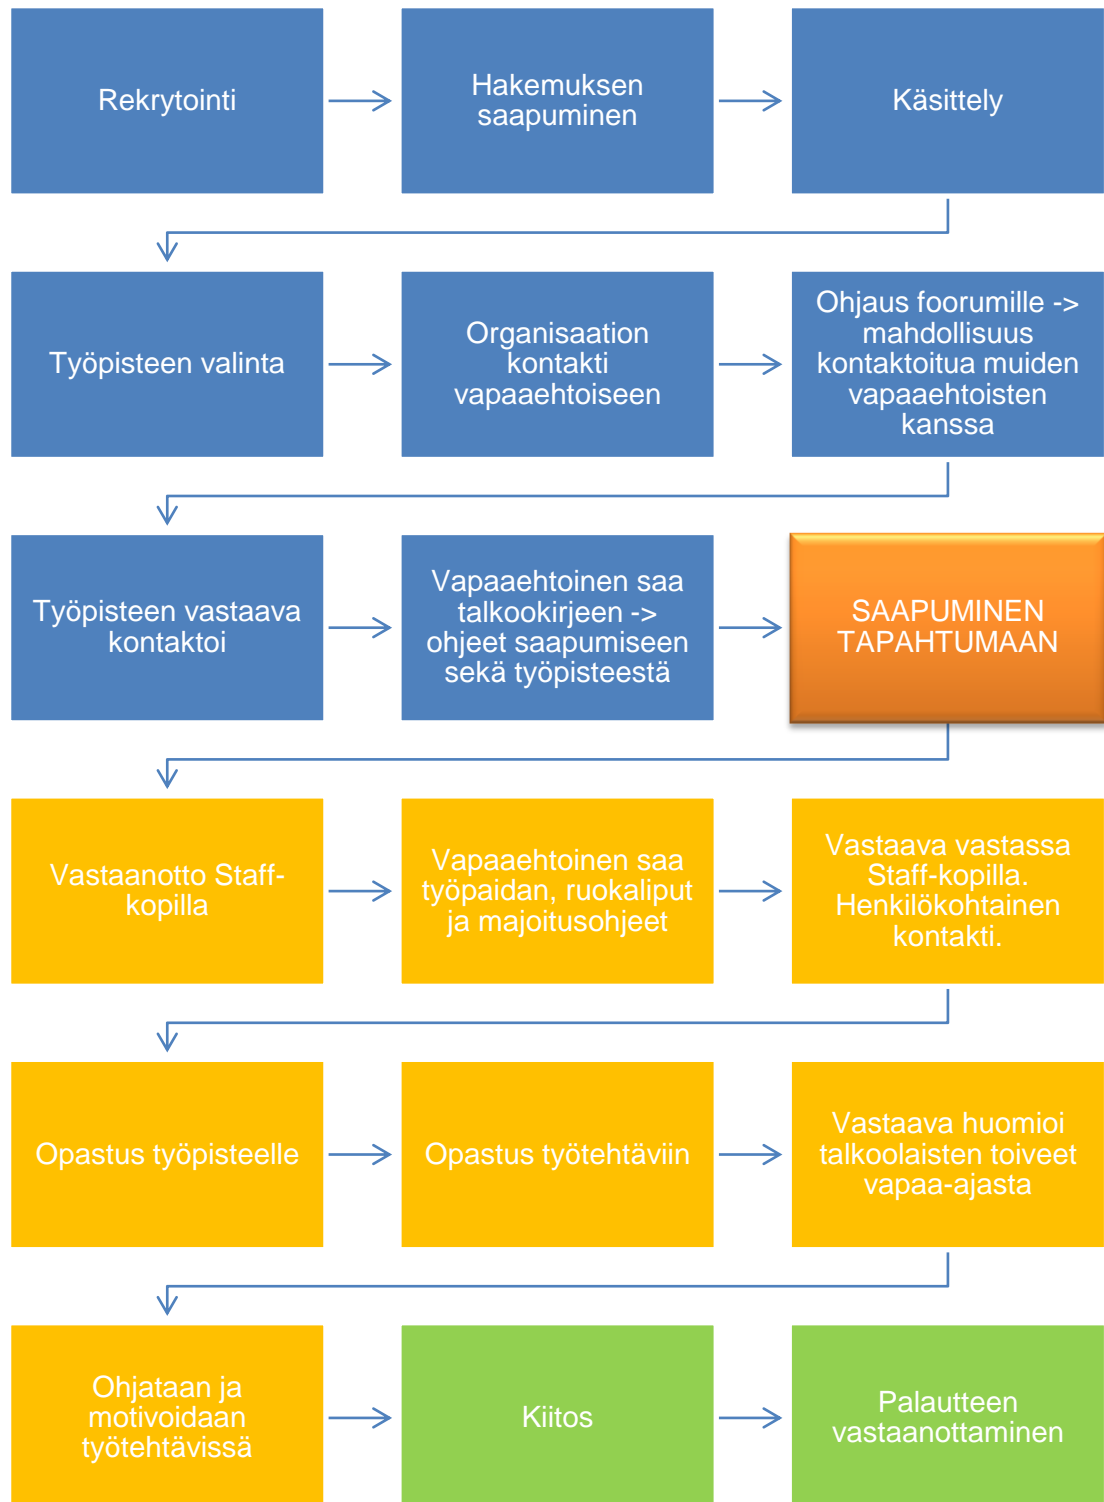 Rekrytointi
Hakemuksen
saapuminen
Käsittely
Työpisteen valinta
Organisaation
kontakti
vapaaehtoiseen
Ohjaus foorumille ->
mahdollisuus
kontaktoitua muiden
vapaaehtoisten
kanssa
Työpisteen vastaava
kontaktoi
Vapaaehtoinen saa
talkookirjeen ->
ohjeet saapumiseen
sekä työpisteestä
SAAPUMINEN
TAPAHTUMAAN
Vastaanotto Staff-
kopilla
Vapaaehtoinen saa
työpaidan, ruokaliput
ja majoitusohjeet
Vastaava vastassa
Staff-kopilla.
Henkilökohtainen
kontakti.
Opastus työpisteelle
Opastus työtehtäviin
Vastaava huomioi
talkoolaisten toiveet
vapaa-ajasta
Ohjataan ja
motivoidaan
työtehtävissä
Kiitos
Palautteen
vastaanottaminen